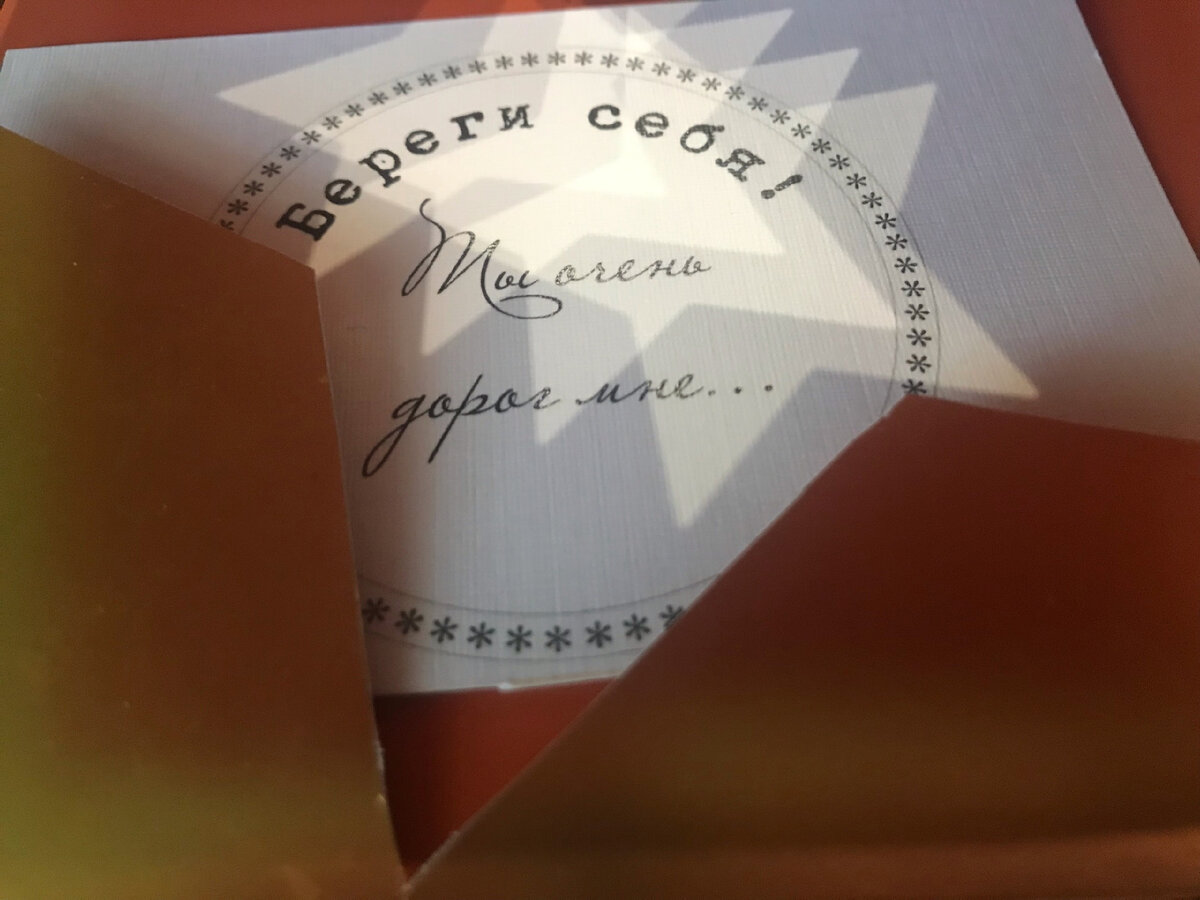 Береги себя!
Ты очень
дорог мне...